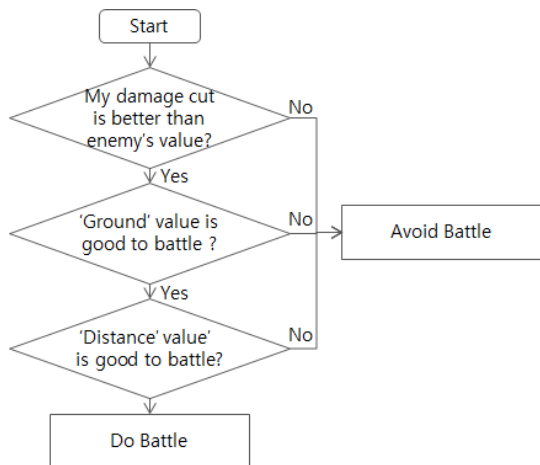 Start
My damage cut
is better than
enemy's value?
No
Yes
'Ground' value is
good to battle ?
No
Avoid Battle
Yes
'Distance' value'
is good to battle?
No
Do Battle